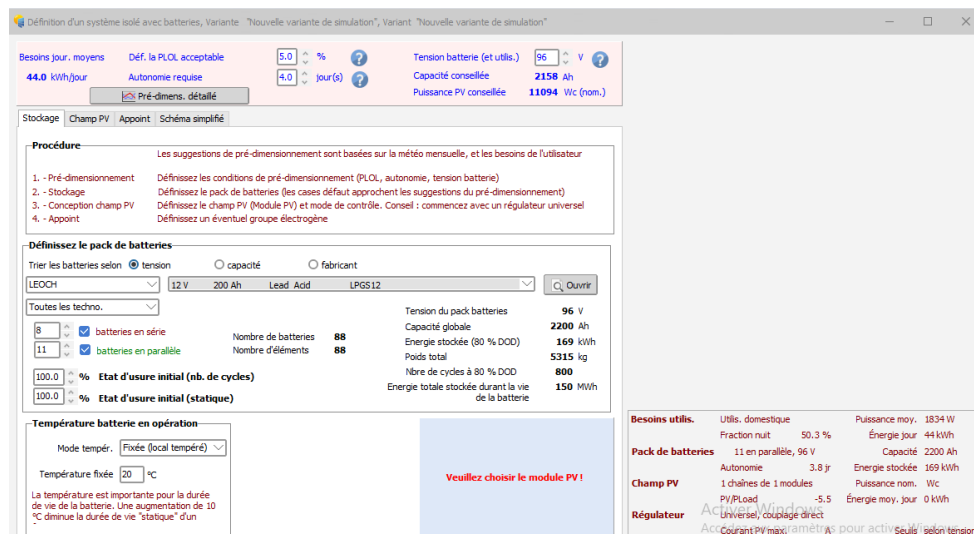 Définition d'un système isolé avec batteries, Variante "Nouvelle variante de simulation", Variant "Nouvelle variante de simulation"
Besoins jour. moyens Déf. la PLOL acceptable 5.0 % Tension batterie (et utilis.) 96 V
44.0 kWh/jour Autonomie requise 4.0 jour(s) Capacité conseillée 2158 Ah
Pré-dimens. détaillé Puissance PV conseillée 11094 Wc (nom.)
Stockage Champ PV Appoint Schéma simplifié
Procédure
Les suggestions de pré-dimensionnement sont basées sur la météo mensuelle, et les besoins de l'utilisateur
1. - Pré-dimensionnement Définissez les conditions de pré-dimensionnement (PLOL, autonomie, tension batterie)
2. - Stockage Définissez le pack de batteries (les cases défaut approchent les suggestions du pré-dimensionnement)
3. - Conception champ PV Définissez le champ PV (Module PV) et mode de contrôle. Conseil : commencez avec un régulateur universel
4. - Appoint Définissez un éventuel groupe électrogène
Définissez le pack de batteries
Trier les batteries selon tension capacité fabricant
LEOCH 12 V 200 Ah Lead Acid LPGS12 Ouvrir
Toutes les techno. Tension du pack batteries 96 V
8 batteries en série Nombre de batteries 88 Capacité globale 2200 Ah
11 batteries en parallèle Nombre d'éléments 88 Energie stockée (80 % DOD) 169 kWh
Poids total 5315 kg
100.0 % Etat d'usure initial (nb. de cycles) Nbre de cycles à 80 % DOD 800
100.0 % Etat d'usure initial (statique) Energie totale stockée durant la vie 150 MWh
de la batterie
Température batterie en opération
Mode tempér. Fixée (local tempéré)
Température fixée 20 °C
La température est importante pour la durée
de vie de la batterie. Une augmentation de 10
°C diminue la durée de vie "statique" d'un
Veuillez choisir le module PV !
Besoins utilis. Utilis. domestique Puissance moy. 1834 W
Fraction nuit 50.3 % Énergie jour 44 kWh
Pack de batteries 11 en parallèle, 96 V Capacité 2200 Ah
Autonomie 3.8 jr Energie stockée 169 kWh
Champ PV 1 chaînes de 1 modules Puissance nom. Wc
PV/PLoad -5.5 Énergie moy. jour 0 kWh
Activer Windows
Régulateur Universel, couplage direct
Accédez aux paramètres pour activer Windows.
Courant PV max. A Seuils selon tension